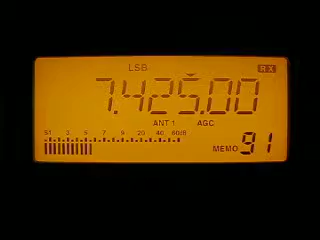 LSB RX
7.425.00
ANT 1 AGC
S1 3 5 7 9 20 40 60dB
MEMO 91